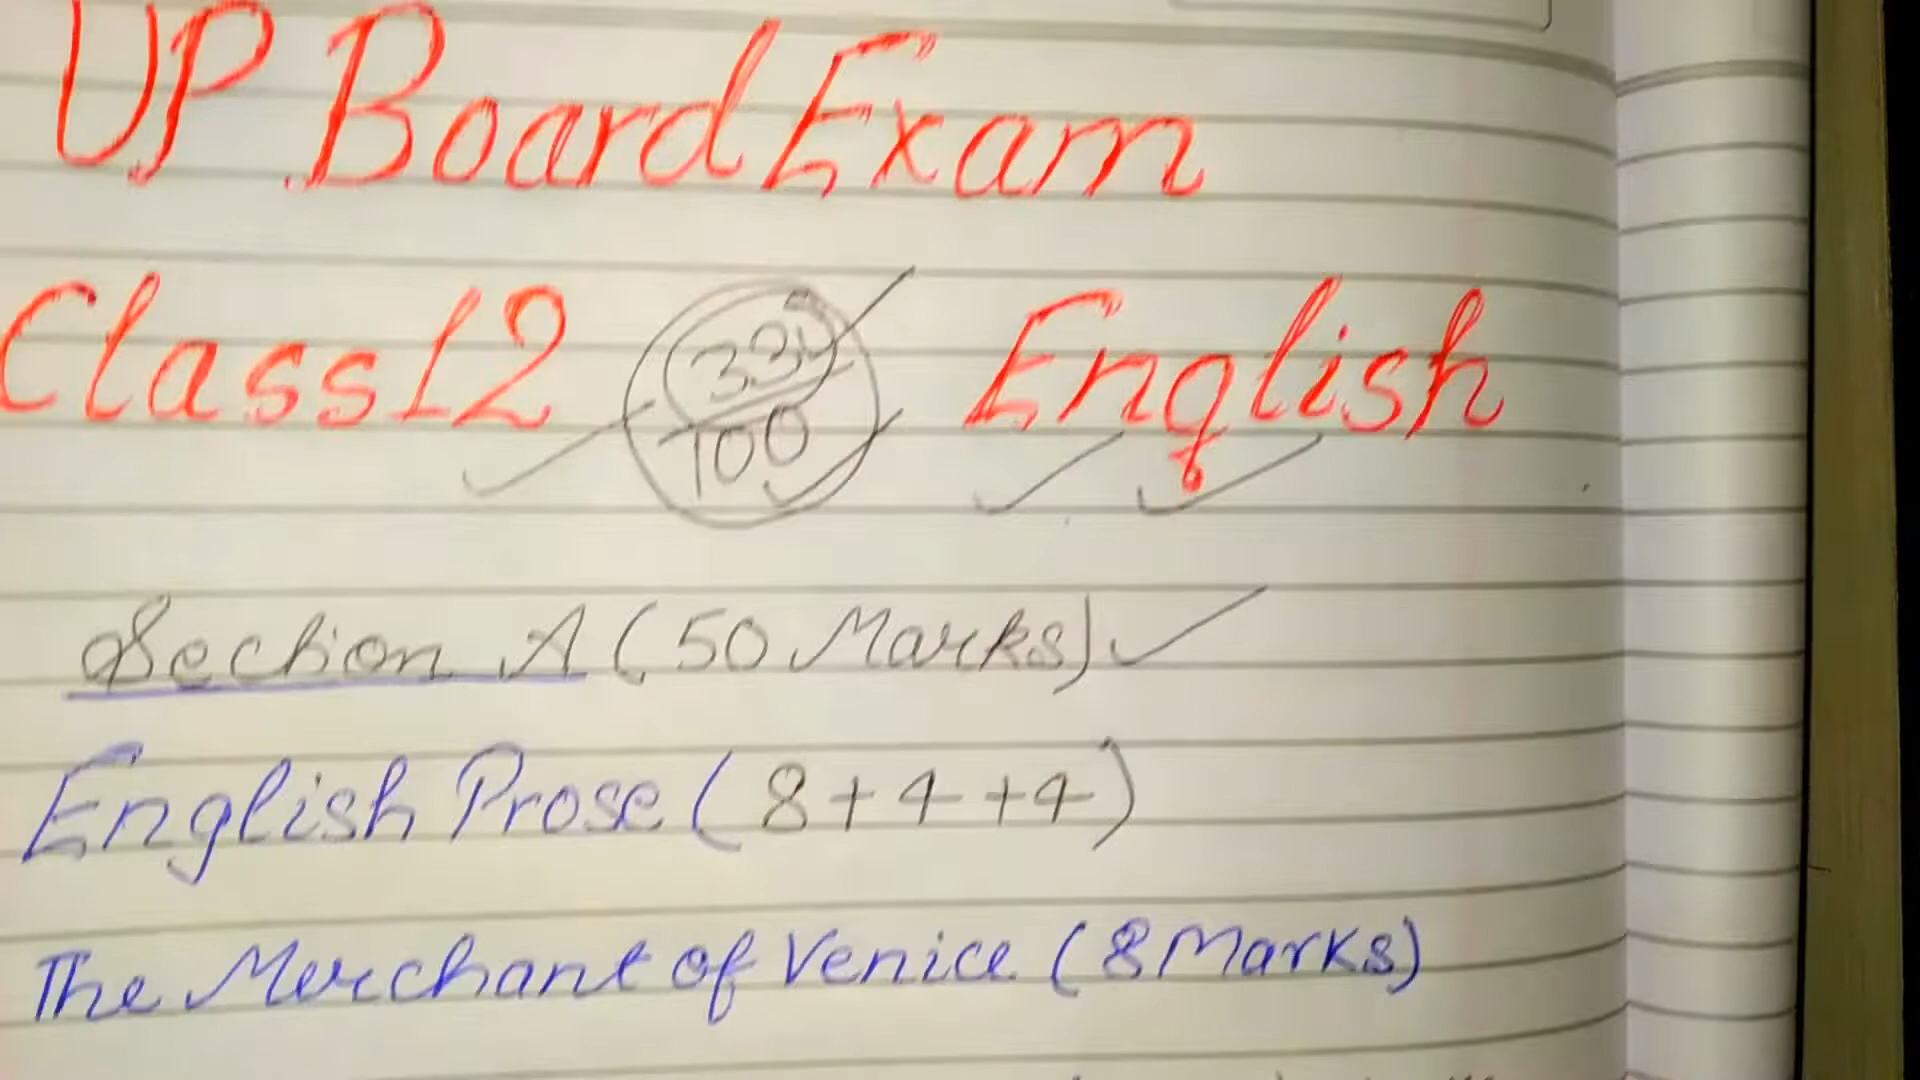 UP Board Exam
Class 12
33
100
English
Section A (50 Marks)
English Prose (8+4+4)
The Merchant of Venice (8 Marks)